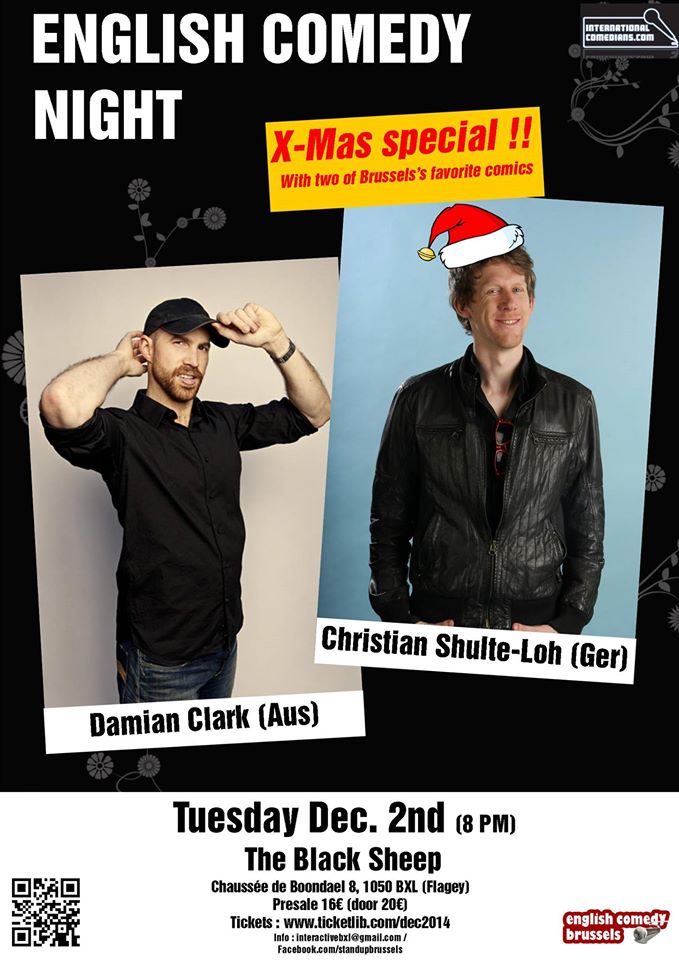 ENGLISH COMEDY
NIGHT
INTERNATIONAL
COMEDIANS.COM
X-Mas special !!
With two of Brussels's favorite comics
Christian Shulte-Loh (Ger)
Damian Clark (Aus)
Tuesday Dec. 2nd (8 PM)
The Black Sheep
Chaussée de Boondael 8, 1050 BXL (Flagey)
Presale 16€ (door 20€)
Tickets : www.ticketlib.com/dec2014
Info : interactivebxl@gmail.com /
Facebook.com/standupbrussels
english comedy
brussels